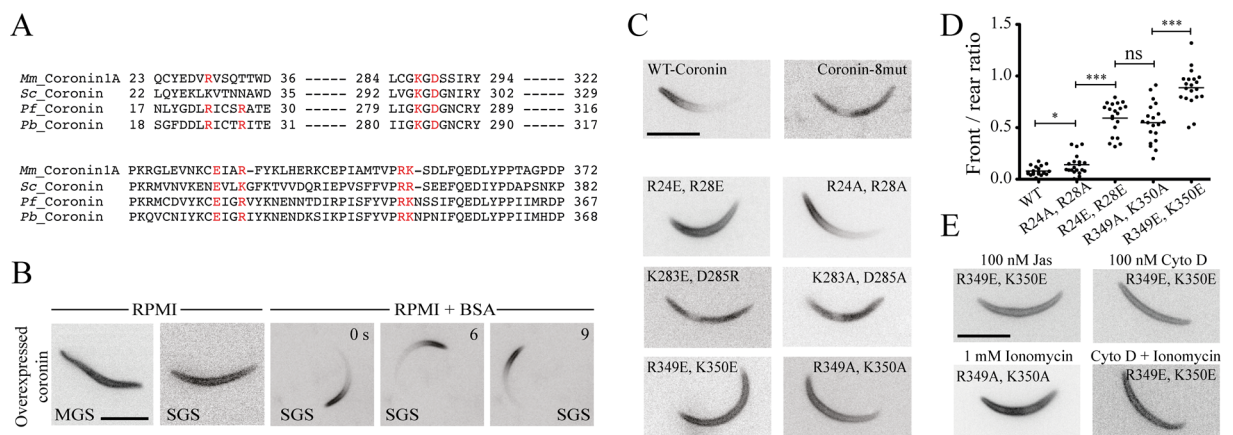 A
Mm_Coronin1A 23 QCYEDVRVSQTTWD 36 ----- 284 LCGKGDSSIRY 294 ----- 322
Sc_Coronin 22 LQYEKLKVTNNAWD 35 ----- 292 LVGKGDGNIRY 302 ----- 329
Pf_Coronin 17 NLYGDLRICSRATE 30 ----- 279 LIGKGDGNCRY 289 ----- 316
Pb_Coronin 18 SGFDDLRICTRITE 31 ----- 280 IIGKGDGNCRY 290 ----- 317
Mm_Coronin1A PKRGLEVNKCEIAR-FYKLHERKCEPIAMTVPRK-SDLFQEDLYPPTAGPDP 372
Sc_Coronin PKRMVNVKENEVLKGFKTVVDQRIEPVSFFVPRR-SEEFQEDIYPDAPSNKP 382
Pf_Coronin PKRMCDVYKCEIGRVYKNENNTDIRPISFYVPRK-NSNIFQEDLYPPIIMRDP 367
Pb_Coronin PKQVCNIYKCEIGRIYKNENDKSIKPISFYVPRKNPNIFQEDLYPPIIMHDP 368
B
RPMI
RPMI + BSA
Overexpressed
coronin
MGS
SGS
0 s
SGS
6
SGS
9
SGS
C
WT-Coronin
Coronin-8mut
R24E, R28E
R24A, R28A
K283E, D285R
K283A, D285A
R349E, K350E
R349A, K350A
D
Front / rear ratio
1.5
1.0
0.5
0.0
*
***
ns
***
WT
R24A, R28A
R24E, R28E
R349A, K350A
R349E, K350E
E
100 nM Jas
100 nM Cyto D
R349E, K350E
R349E, K350E
1 mM Ionomycin
Cyto D + Ionomycin
R349A, K350A
R349E, K350E